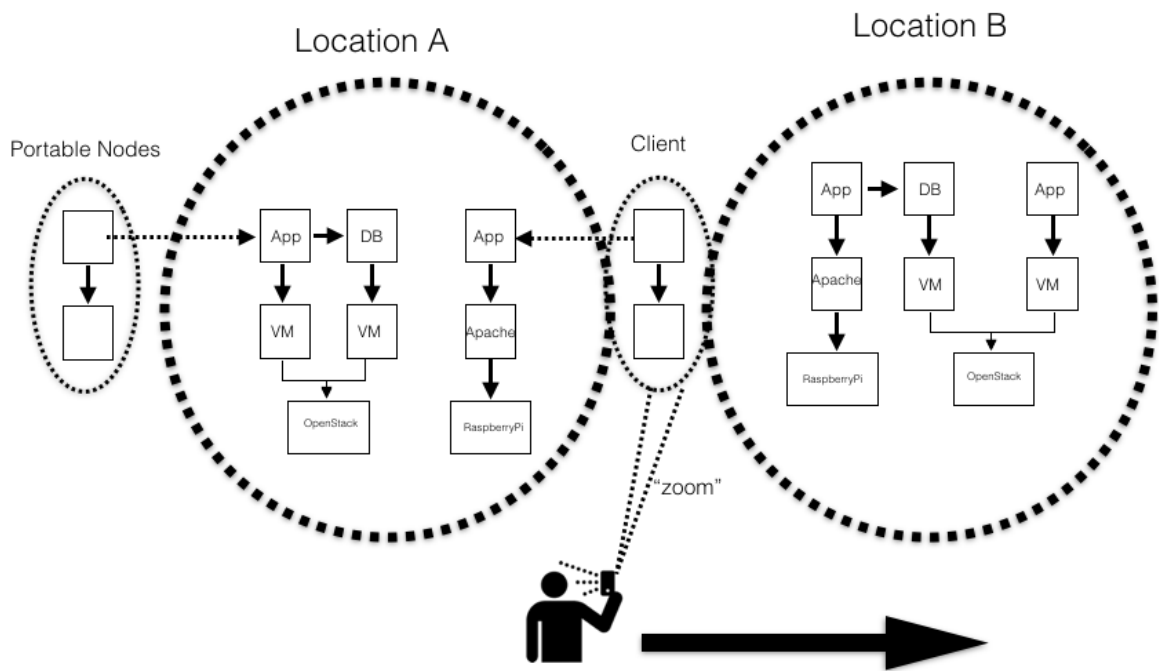 Location A
Location B
Portable Nodes
Client
App
DB
App
App
DB
App
VM
VM
Apache
Apache
VM
VM
OpenStack
RaspberryPi
RaspberryPi
OpenStack
“zoom”